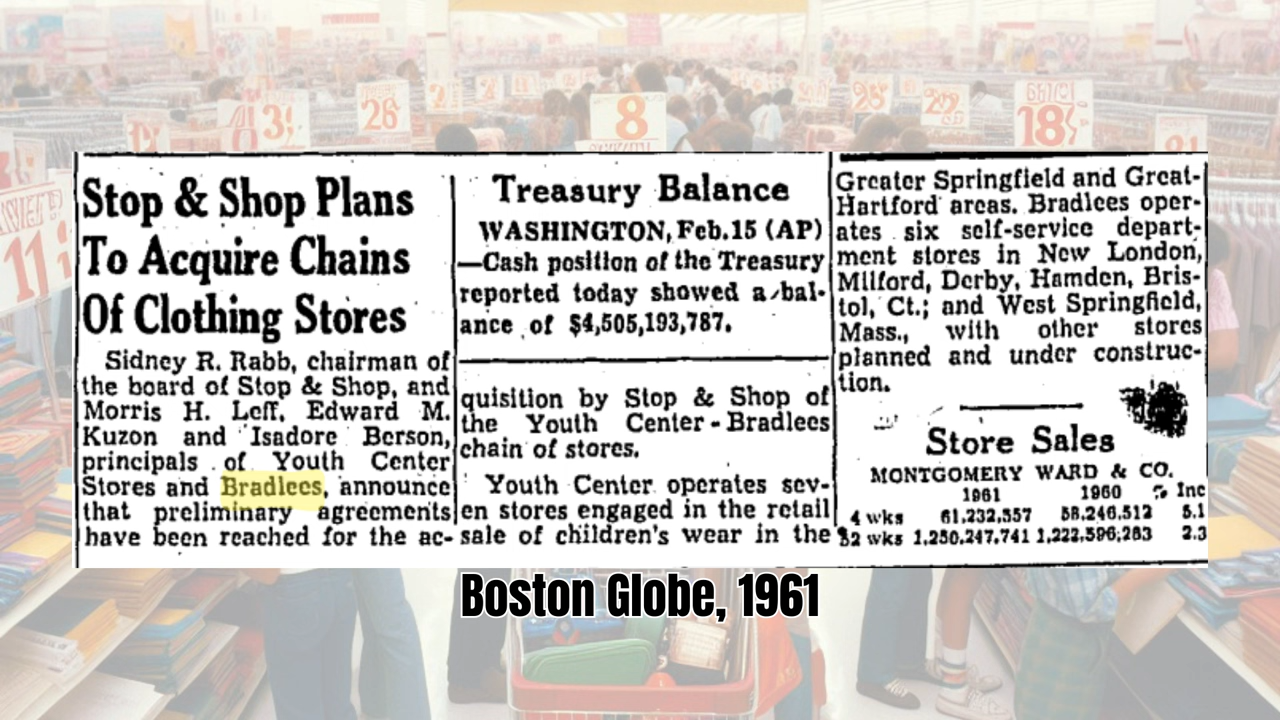 Stop & Shop Plans
To Acquire Chains
Of Clothing Stores
Sidney R. Rabb, chairman of
the board of Stop & Shop, and
Morris H. Leff, Edward M.
Kuzon and Isadore Berson,
principals of Youth Center
Stores and Bradlees, announce
that preliminary agreements
have been reached for the ac-
Treasury Balance
WASHINGTON, Feb. 15 (AP)
—Cash position of the Treasury
reported today showed a bal-
ance of $4,505,193,787.
quisition by Stop & Shop of
the Youth Center - Bradlees
chain of stores.
Youth Center operates sev-
en stores engaged in the retail
sale of children's wear in the
Greater Springfield and Great-
Hartford areas. Bradlees oper-
ates six self-service depart-
ment stores in New London,
Milford, Derby, Hamden, Bris-
tol, Ct.; and West Springfield,
Mass., with other stores
planned and under construc-
tion.
Store Sales
MONTGOMERY WARD & CO.
1961 1960 % Inc
4 wks 61,232,557 58,246,512 5.1
52 wks 1,250,247,741 1,222,596,263 2.3
Boston Globe, 1961
26
8
18
11